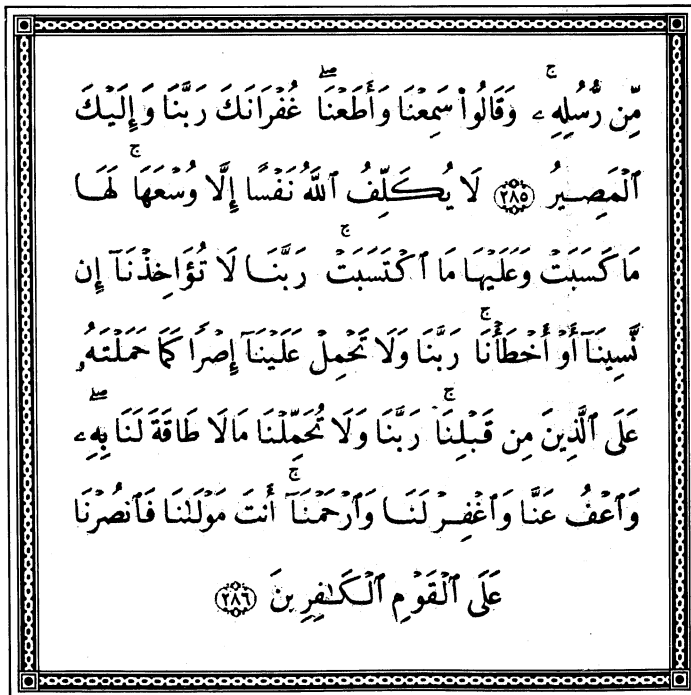 مِّن رُّسُلِهِۦۚ وَقَالُوا۟ سَمِعْنَا وَأَطَعْنَاۖ غُفْرَانَكَ رَبَّنَا وَإِلَيْكَ
ٱلْمَصِيرُ ۝٢٨٥ لَا يُكَلِّفُ ٱللَّهُ نَفْسًا إِلَّا وُسْعَهَاۚ لَهَا
مَا كَسَبَتْ وَعَلَيْهَا مَا ٱكْتَسَبَتْۚ رَبَّنَا لَا تُؤَاخِذْنَآ إِن
نَّسِينَآ أَوْ أَخْطَأْنَاۚ رَبَّنَا وَلَا تَحْمِلْ عَلَيْنَآ إِصْرًا كَمَا حَمَلْتَهُۥ
عَلَى ٱلَّذِينَ مِن قَبْلِنَاۚ رَبَّنَا وَلَا تُحَمِّلْنَا مَالَا طَاقَةَ لَنَا بِهِۦۖ
وَٱعْفُ عَنَّا وَٱغْفِرْ لَنَا وَٱرْحَمْنَآۚ أَنتَ مَوْلَىٰنَا فَٱنصُرْنَا
عَلَى ٱلْقَوْمِ ٱلْكَـٰفِرِينَ ۝٢٨٦